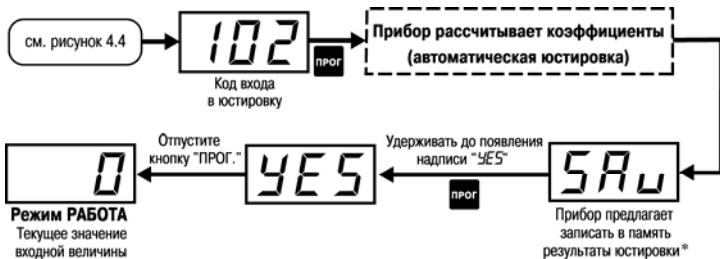 см. рисунок 4.4
102
Код входа
в юстировку
ПРОГ
Прибор рассчитывает коэффициенты
(автоматическая юстировка)
0
Режим РАБОТА
Текущее значение
входной величины
Отпустите
кнопку "ПРОГ."
YES
Удерживать до появления
надписи "YES"
ПРОГ
SAu
Прибор предлагает
записать в память
результаты юстировки*